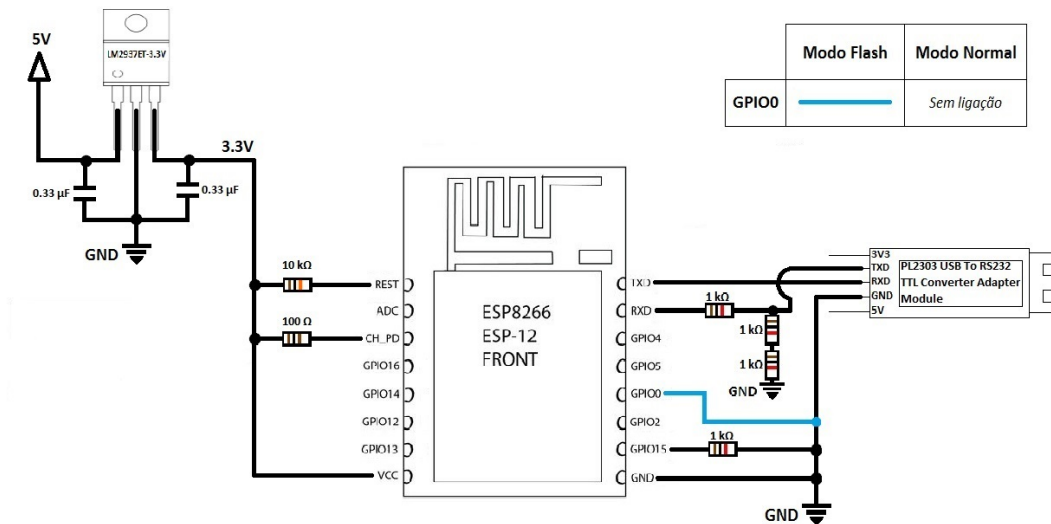 5V
LM2937ET-3.3V
3.3V
0.33 µF
0.33 µF
GND
Modo Flash
Modo Normal
GPIO0
Sem ligação
10 kΩ
REST
ADC
100 Ω
CH_PD
GPIO16
GPIO14
GPIO12
GPIO13
VCC
ESP8266
ESP-12
FRONT
TXD
RXD
GPIO4
GPIO5
GPIO0
GPIO2
GPIO15
GND
1 kΩ
1 kΩ
1 kΩ
GND
1 kΩ
GND
3V3
TXD
RXD
GND
5V
PL2303 USB To RS232
TTL Converter Adapter
Module